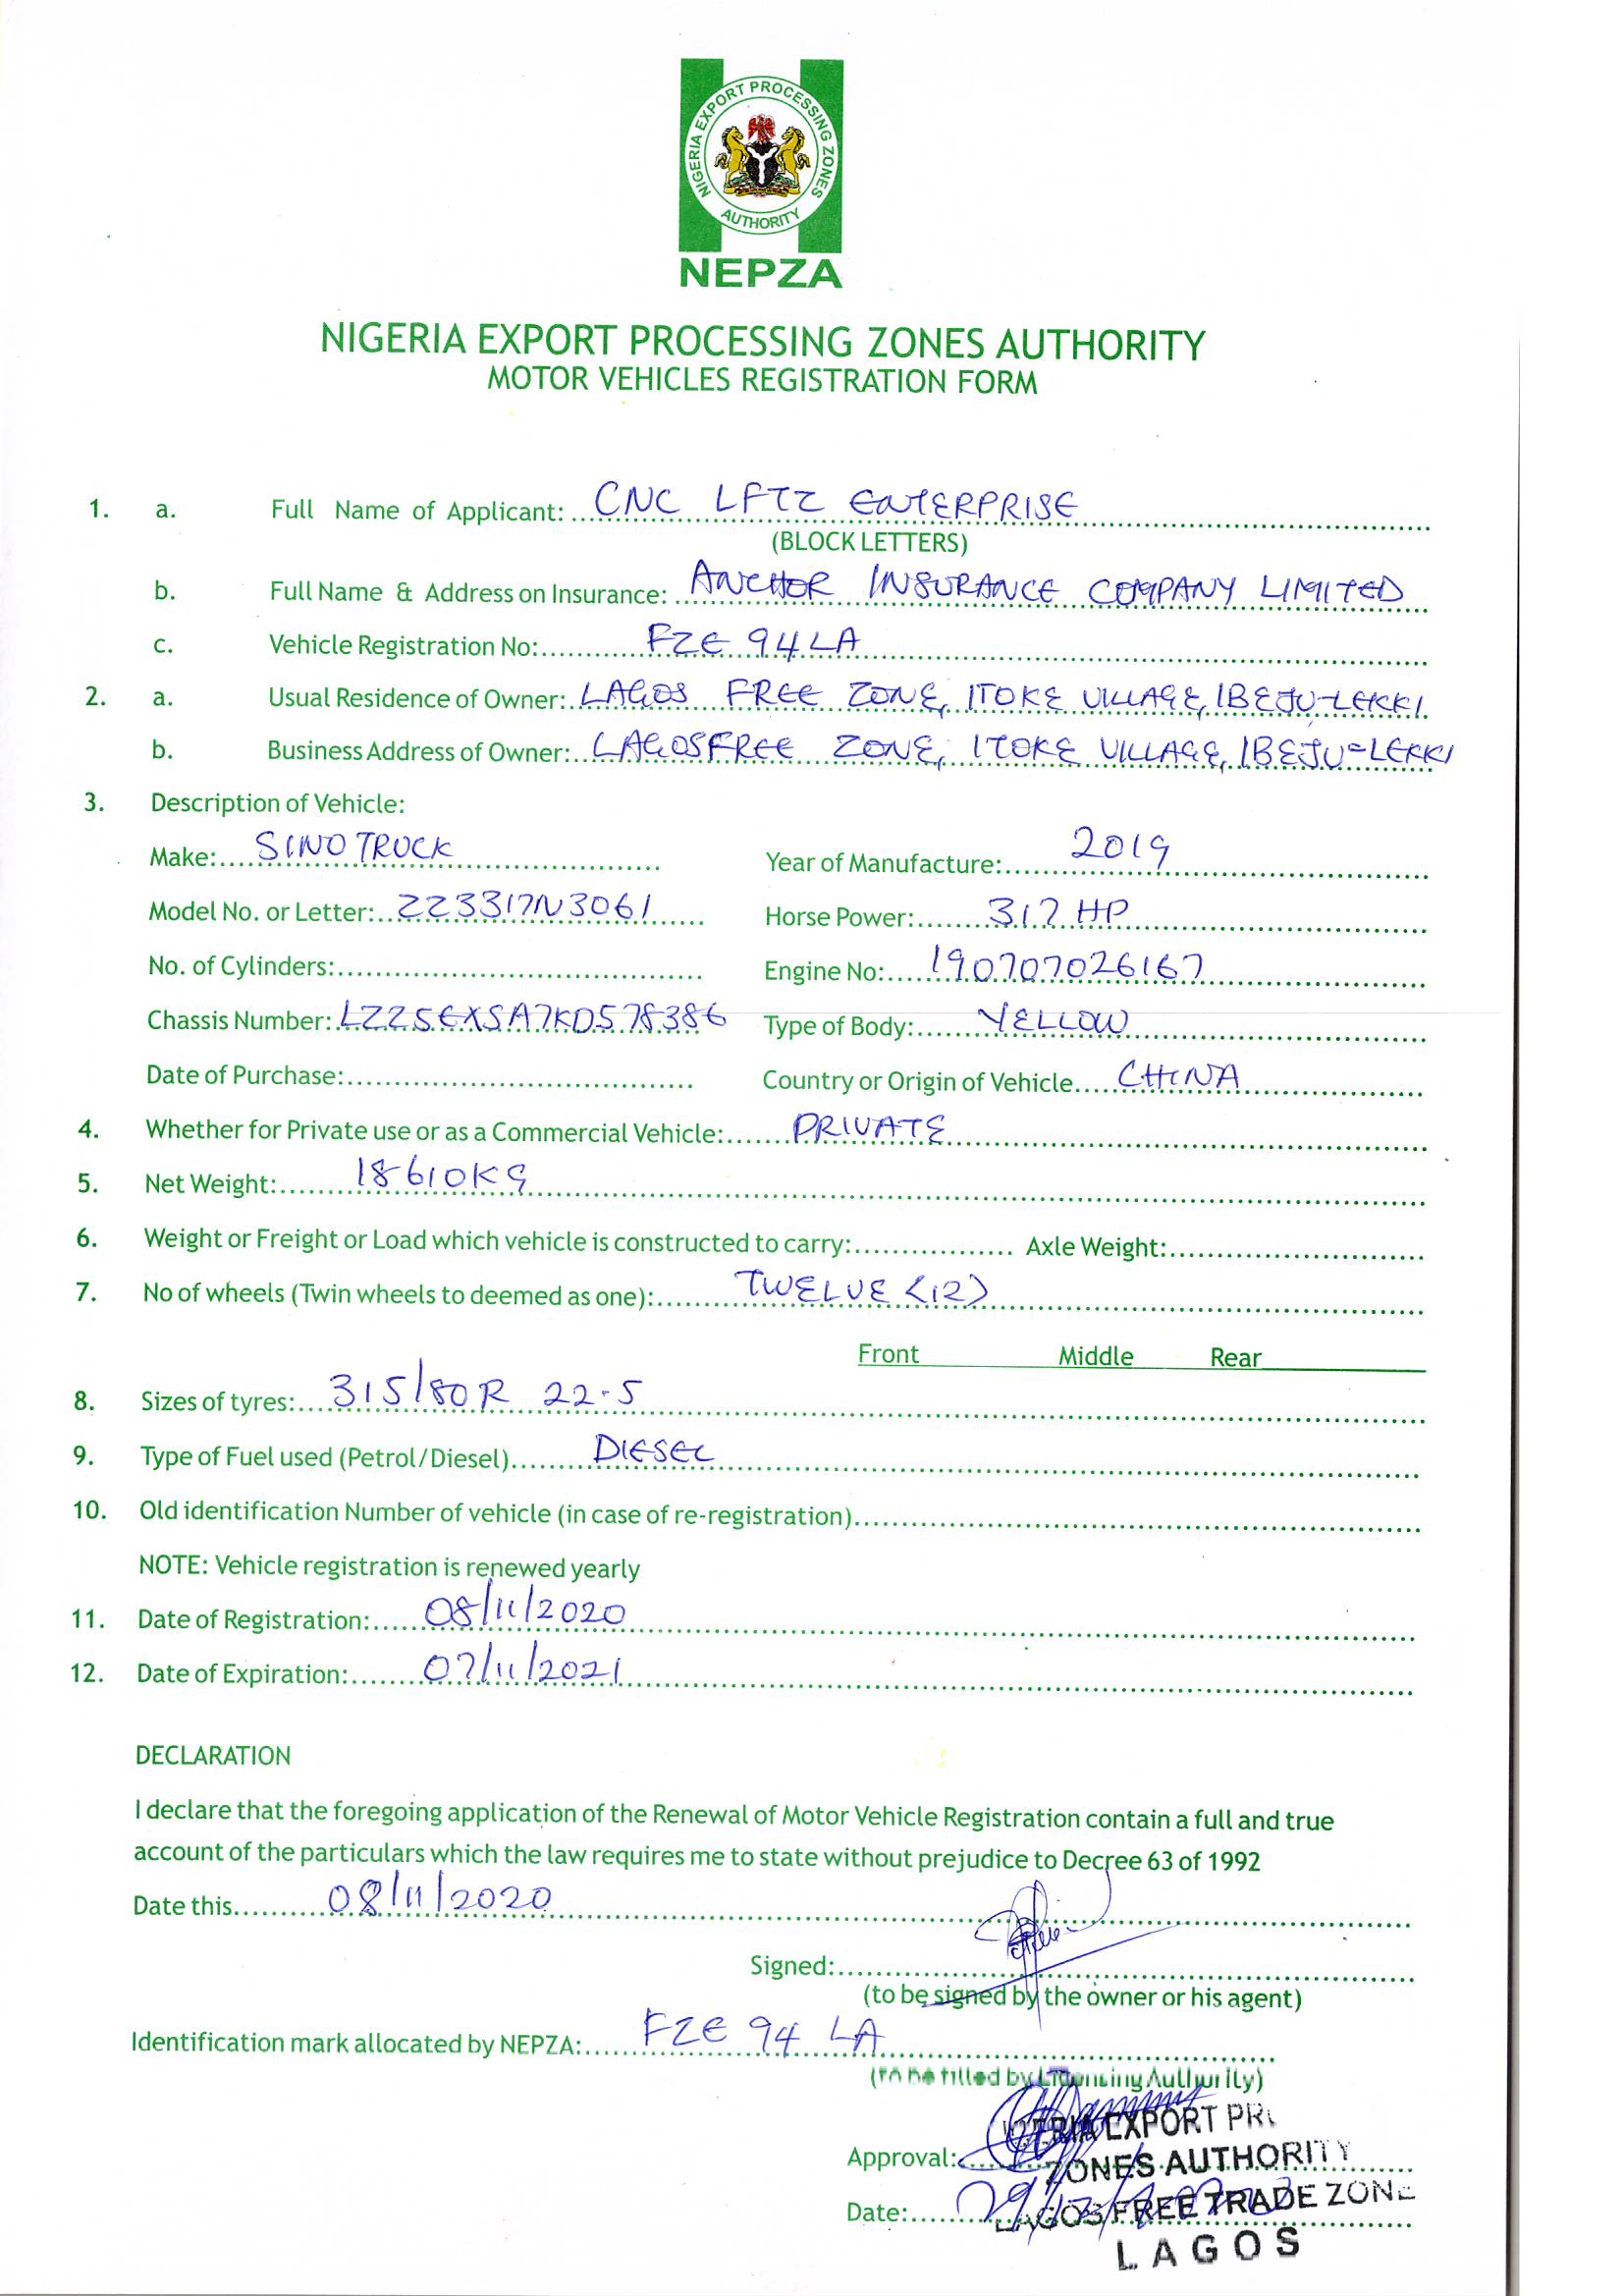 NIGERIA EXPORT PROCESSING ZONES
AUTHORITY
NEPZA
NIGERIA EXPORT PROCESSING ZONES AUTHORITY
MOTOR VEHICLES REGISTRATION FORM
1. a. Full Name of Applicant: CNC LFTZ ENTERPRISE
(BLOCK LETTERS)
b. Full Name & Address on Insurance: ANCHOR INSURANCE COMPANY LIMITED
c. Vehicle Registration No: FZE 94 LA
2. a. Usual Residence of Owner: LAGOS FREE ZONE, ITOKE VILLAGE, IBEJU-LEKKI
b. Business Address of Owner: LAGOS FREE ZONE, ITOKE VILLAGE, IBEJU-LEKKI
3. Description of Vehicle:
Make: SINO TRUCK Year of Manufacture: 2019
Model No. or Letter: ZZ3317N3061 Horse Power: 317 HP
No. of Cylinders: Engine No: 190707026167
Chassis Number: LZZ5EXSA7KD578386 Type of Body: YELLOW
Date of Purchase: Country or Origin of Vehicle CHINA
4. Whether for Private use or as a Commercial Vehicle: PRIVATE
5. Net Weight: 18610Kg
6. Weight or Freight or Load which vehicle is constructed to carry: Axle Weight:
7. No of wheels (Twin wheels to deemed as one): TWELVE (12)
Front Middle Rear
8. Sizes of tyres: 315/80R 22.5
9. Type of Fuel used (Petrol/Diesel) DIESEL
10. Old identification Number of vehicle (in case of re-registration)
NOTE: Vehicle registration is renewed yearly
11. Date of Registration: 08/11/2020
12. Date of Expiration: 07/11/2021
DECLARATION
I declare that the foregoing application of the Renewal of Motor Vehicle Registration contain a full and true
account of the particulars which the law requires me to state without prejudice to Decree 63 of 1992
Date this 08/11/2020
Signed:
(to be signed by the owner or his agent)
Identification mark allocated by NEPZA: FZE 94 LA
(to be filled by Licensing Authority)
EXPORT
Approval: ZONES AUTHORITY
Date: LAGOS FREE TRADE ZONE
LAGOS